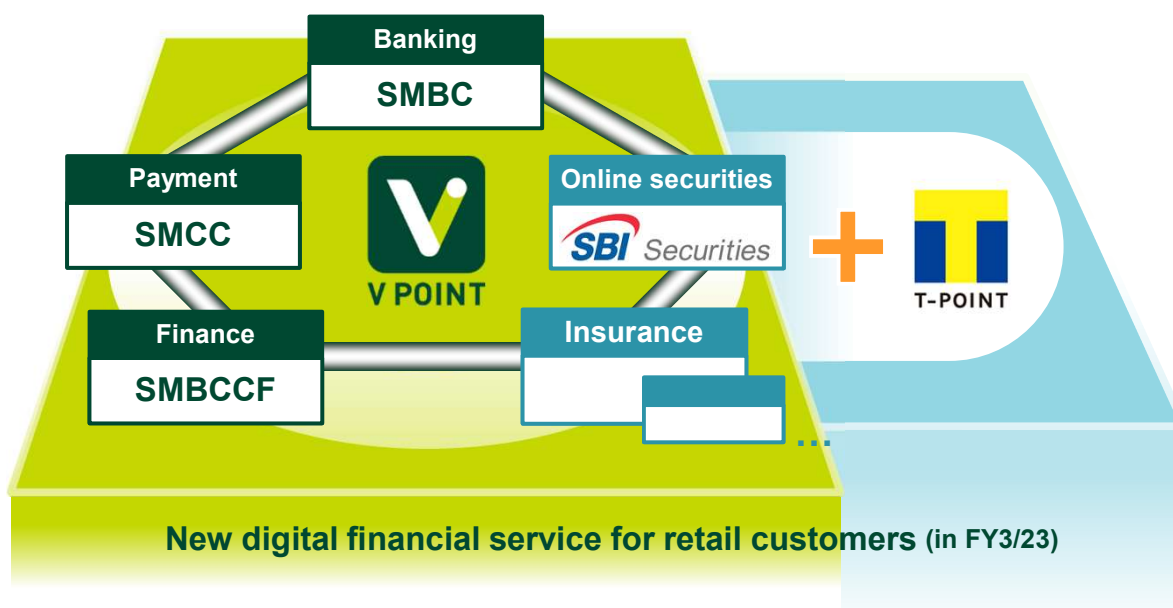 Banking
SMBC
Payment
SMCC
V POINT
Online securities
SBI Securities
T-POINT
Finance
SMBCCF
Insurance
...
New digital financial service for retail customers (in FY3/23)